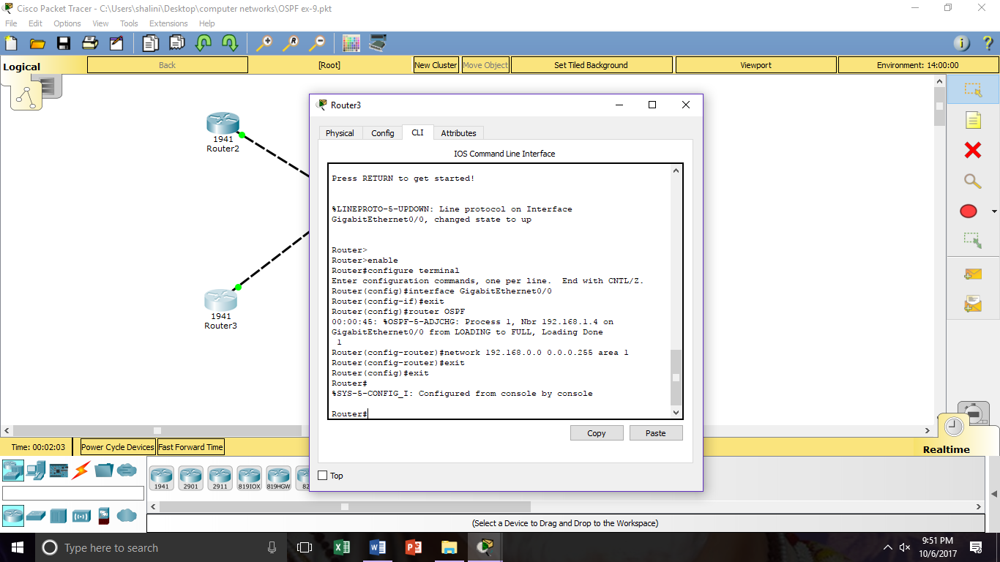 Cisco Packet Tracer - C:\Users\shalini\Desktop\computer networks\OSPF ex-9.pkt
File Edit Options View Tools Extensions Help
Logical Back [Root] New Cluster Move Object Set Tiled Background Viewport Environment: 14:00:00
1941
Router2
1941
Router3
Router3
Physical Config CLI Attributes
IOS Command Line Interface
Press RETURN to get started!
%LINEPROTO-5-UPDOWN: Line protocol on Interface
GigabitEthernet0/0, changed state to up
Router>
Router>enable
Router#configure terminal
Enter configuration commands, one per line.  End with CNTL/Z.
Router(config)#interface GigabitEthernet0/0
Router(config-if)#exit
Router(config)#router OSPF
00:00:45: %OSPF-5-ADJCHG: Process 1, Nbr 192.168.1.4 on
GigabitEthernet0/0 from LOADING to FULL, Loading Done
1
Router(config-router)#network 192.168.0.0 0.0.0.255 area 1
Router(config-router)#exit
Router(config)#exit
Router#
%SYS-5-CONFIG_I: Configured from console by console
Router#
Copy Paste
Top
Time: 00:02:03 Power Cycle Devices Fast Forward Time
Realtime
1941 2901 2911 819IOX 819HGW 82
(Select a Device to Drag and Drop to the Workspace)
Type here to search
9:51 PM
10/6/2017